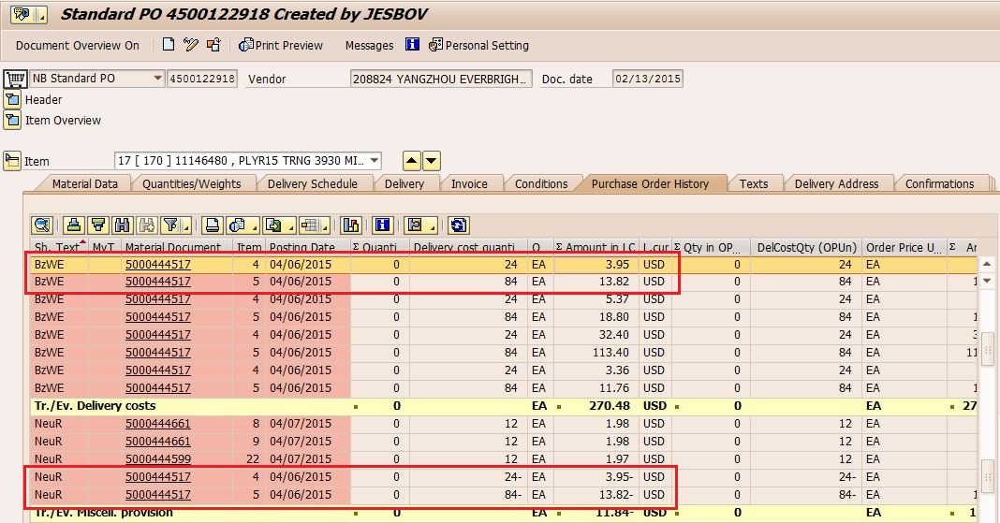 Standard PO 4500122918 Created by JESBOV
Document Overview On Print Preview Messages Personal Setting
NB Standard PO 4500122918 Vendor 208824 YANGZHOU EVERBRIGH... Doc. date 02/13/2015
Header
Item Overview
Item 17 [ 170 ] 11146480 , PLYR15 TRNG 3930 MI...
Material Data Quantities/Weights Delivery Schedule Delivery Invoice Conditions Purchase Order History Texts Delivery Address Confirmations
Sh. Text MvT Material Document Item Posting Date Σ Quanti Delivery cost quanti O Σ Amount in LC L.cur Σ Qty in OP... DelCostQty (OPUn) Order Price U... Σ Ar
BzWE 5000444517 4 04/06/2015 0 24 EA 3.95 USD 0 24 EA
BzWE 5000444517 5 04/06/2015 0 84 EA 13.82 USD 0 84 EA 1
BzWE 5000444517 4 04/06/2015 0 24 EA 5.37 USD 0 24 EA
BzWE 5000444517 5 04/06/2015 0 84 EA 18.80 USD 0 84 EA 1
BzWE 5000444517 4 04/06/2015 0 24 EA 32.40 USD 0 24 EA 3
BzWE 5000444517 5 04/06/2015 0 84 EA 113.40 USD 0 84 EA 11
BzWE 5000444517 4 04/06/2015 0 24 EA 3.36 USD 0 24 EA
BzWE 5000444517 5 04/06/2015 0 84 EA 11.76 USD 0 84 EA 1
Tr./Ev. Delivery costs 0 EA 270.48 USD 0 EA 27
NeuR 5000444661 8 04/07/2015 0 12 EA 1.98 USD 0 12 EA
NeuR 5000444661 9 04/07/2015 0 12 EA 1.98 USD 0 12 EA
NeuR 5000444599 22 04/07/2015 0 12 EA 1.97 USD 0 12 EA
NeuR 5000444517 4 04/06/2015 0 24- EA 3.95- USD 0 24- EA
NeuR 5000444517 5 04/06/2015 0 84- EA 13.82- USD 0 84- EA 1
Tr./Ev. Miscell. provision 0 EA 11.84- USD 0 EA 1